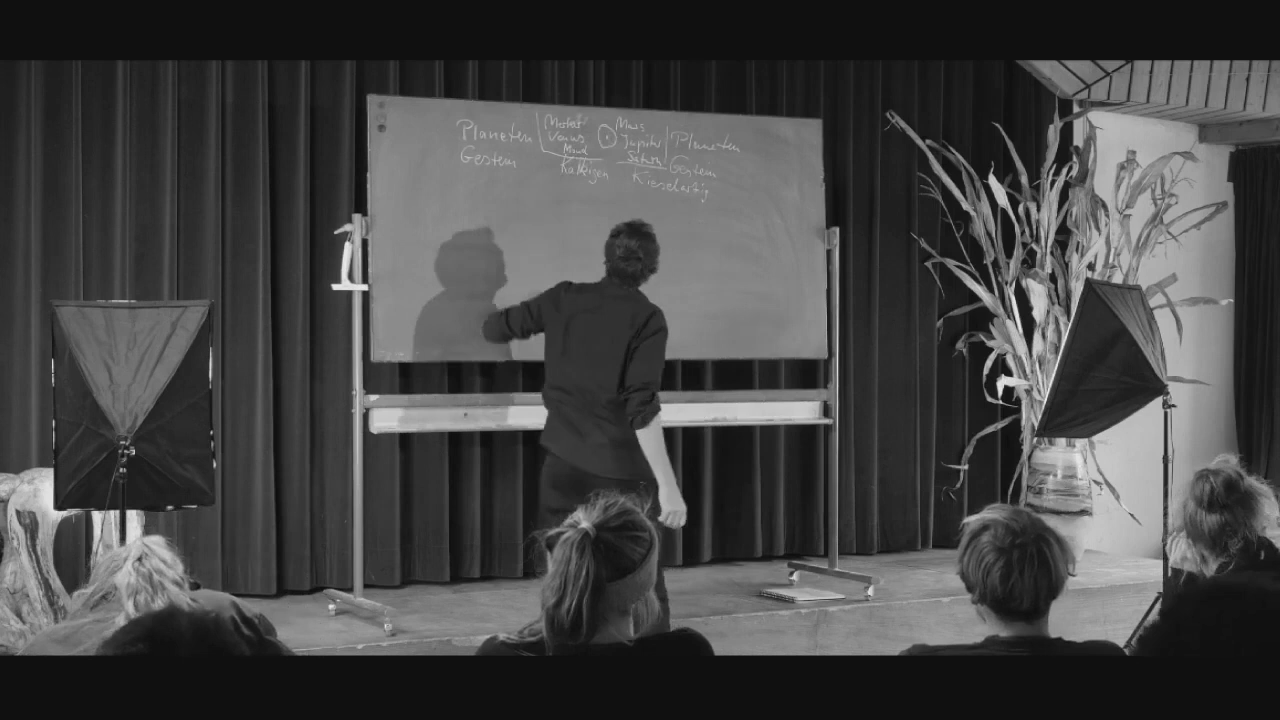 Planeten
Gestein
Merkur
Venus
Mond
Kalkigen
Mars
Jupiter
Saturn
Planeten
Gestein
Kieselartig